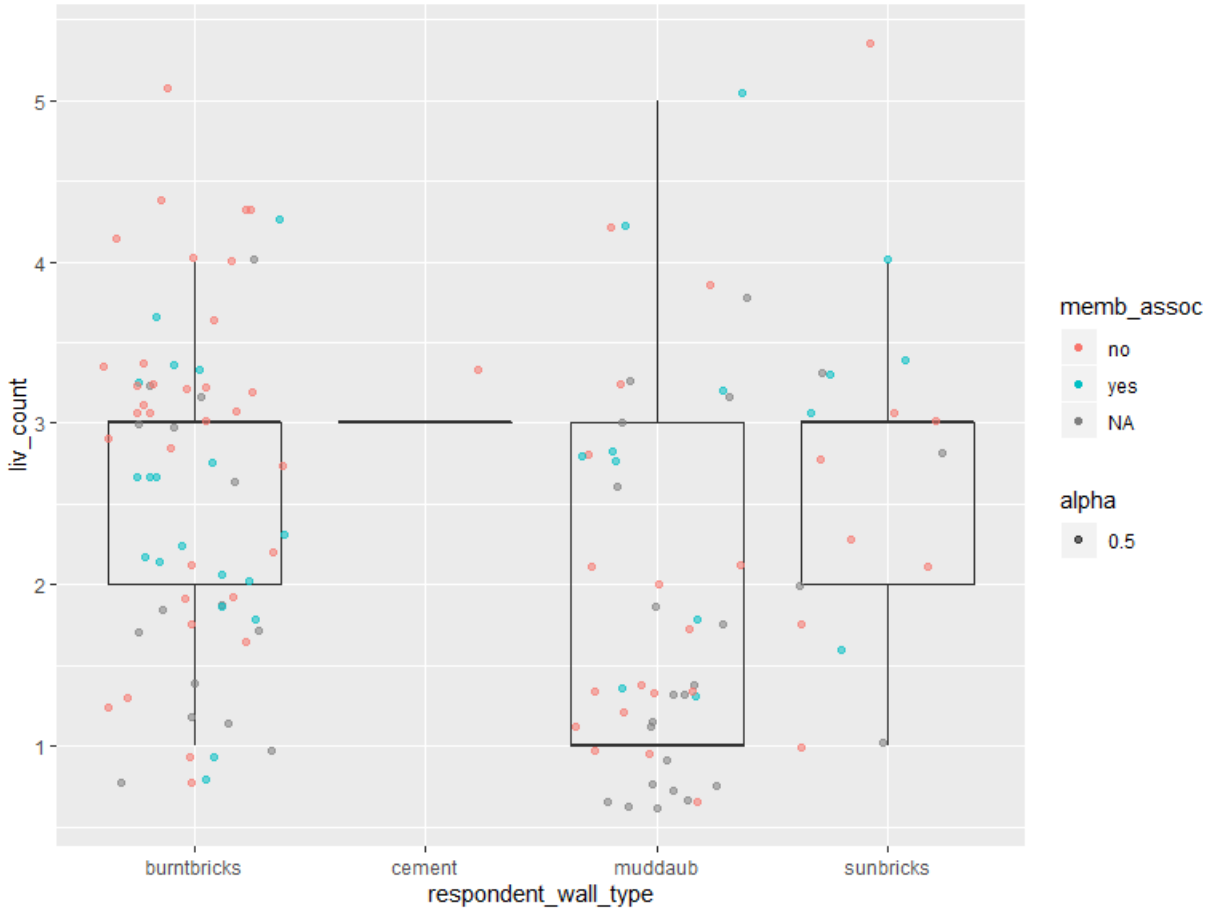 liv_count
5
4
3
2
1
burntbricks
cement
muddaub
sunbricks
respondent_wall_type
memb_assoc
no
yes
NA
alpha
0.5